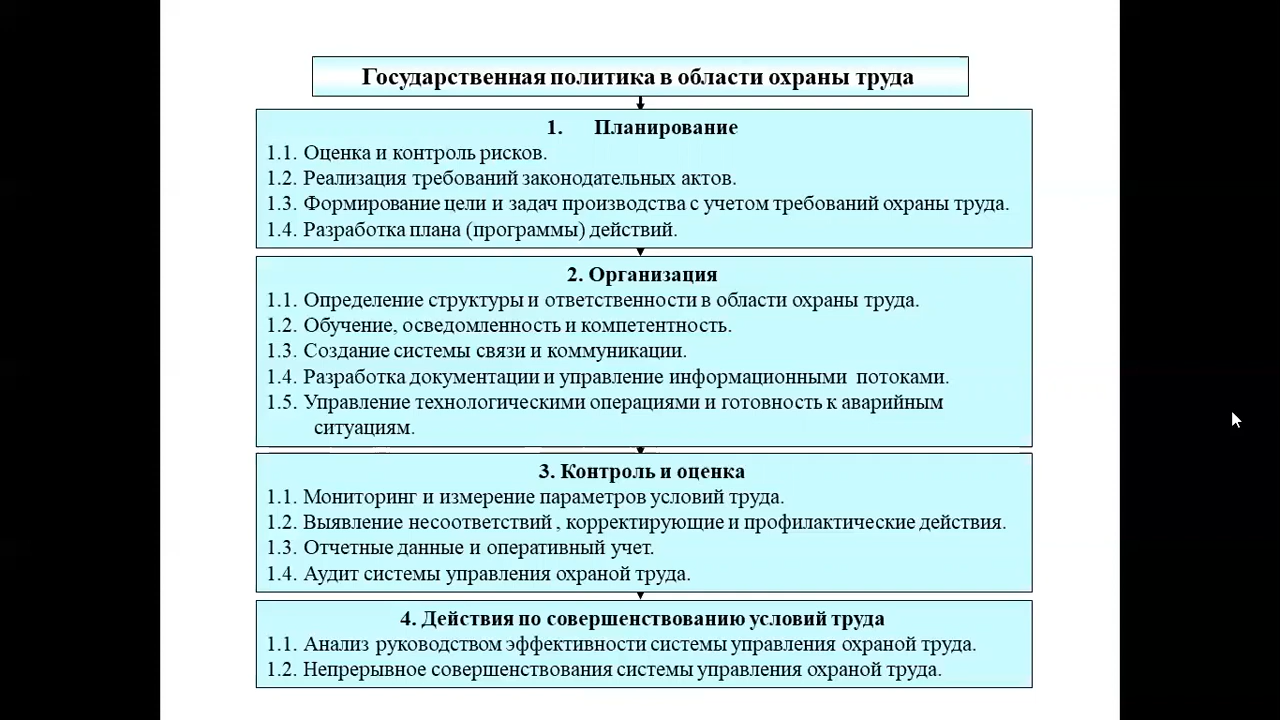 Государственная политика в области охраны труда
1. Планирование
1.1. Оценка и контроль рисков.
1.2. Реализация требований законодательных актов.
1.3. Формирование цели и задач производства с учетом требований охраны труда.
1.4. Разработка плана (программы) действий.
2. Организация
1.1. Определение структуры и ответственности в области охраны труда.
1.2. Обучение, осведомленность и компетентность.
1.3. Создание системы связи и коммуникации.
1.4. Разработка документации и управление информационными потоками.
1.5. Управление технологическими операциями и готовность к аварийным
ситуациям.
3. Контроль и оценка
1.1. Мониторинг и измерение параметров условий труда.
1.2. Выявление несоответствий , корректирующие и профилактические действия.
1.3. Отчетные данные и оперативный учет.
1.4. Аудит системы управления охраной труда.
4. Действия по совершенствованию условий труда
1.1. Анализ руководством эффективности системы управления охраной труда.
1.2. Непрерывное совершенствования системы управления охраной труда.